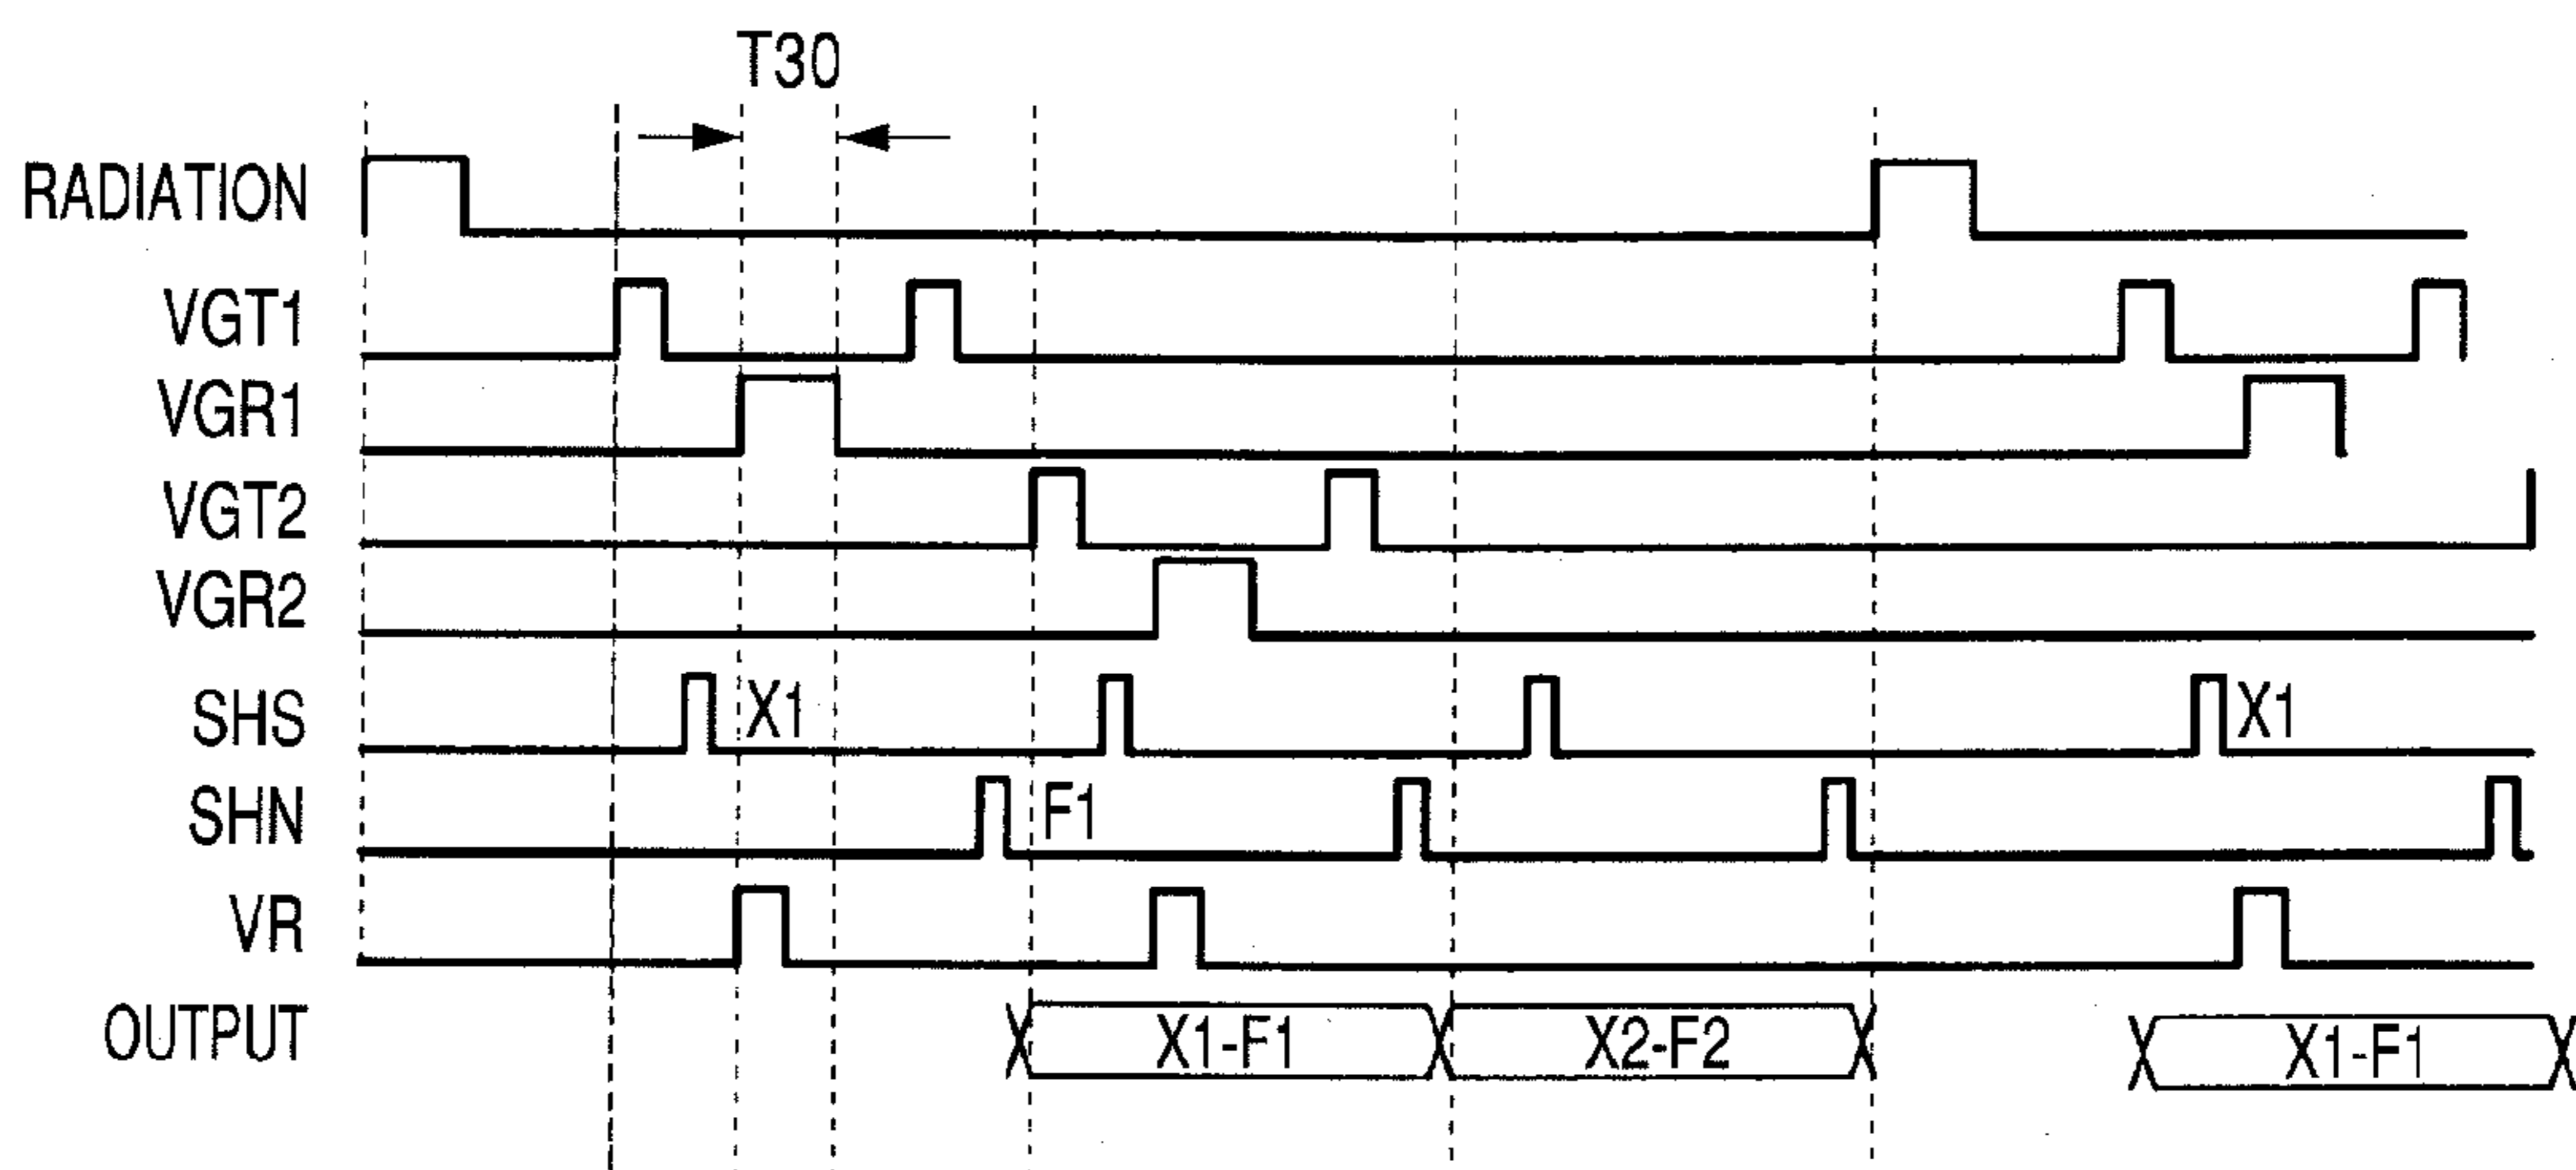 T30
RADIATION
VGT1
VGR1
VGT2
VGR2
SHS X1 X1
SHN F1
VR
OUTPUT X1-F1 X2-F2 X1-F1